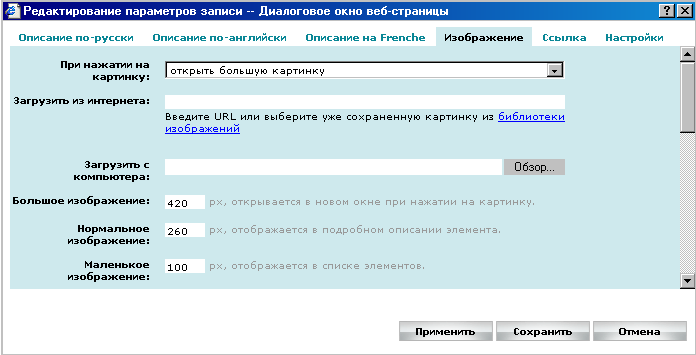 Редактирование параметров записи -- Диалоговое окно веб-страницы
Описание по-русски Описание по-английски Описание на Frenche Изображение Ссылка Настройки
При нажатии на картинку: открыть большую картинку
Загрузить из интернета:
Введите URL или выберите уже сохраненную картинку из библиотеки
изображений
Загрузить с компьютера: Обзор...
Большое изображение: 420 px, открывается в новом окне при нажатии на картинку.
Нормальное изображение: 260 px, отображается в подробном описании элемента.
Маленькое изображение: 100 px, отображается в списке элементов.
Применить Сохранить Отмена